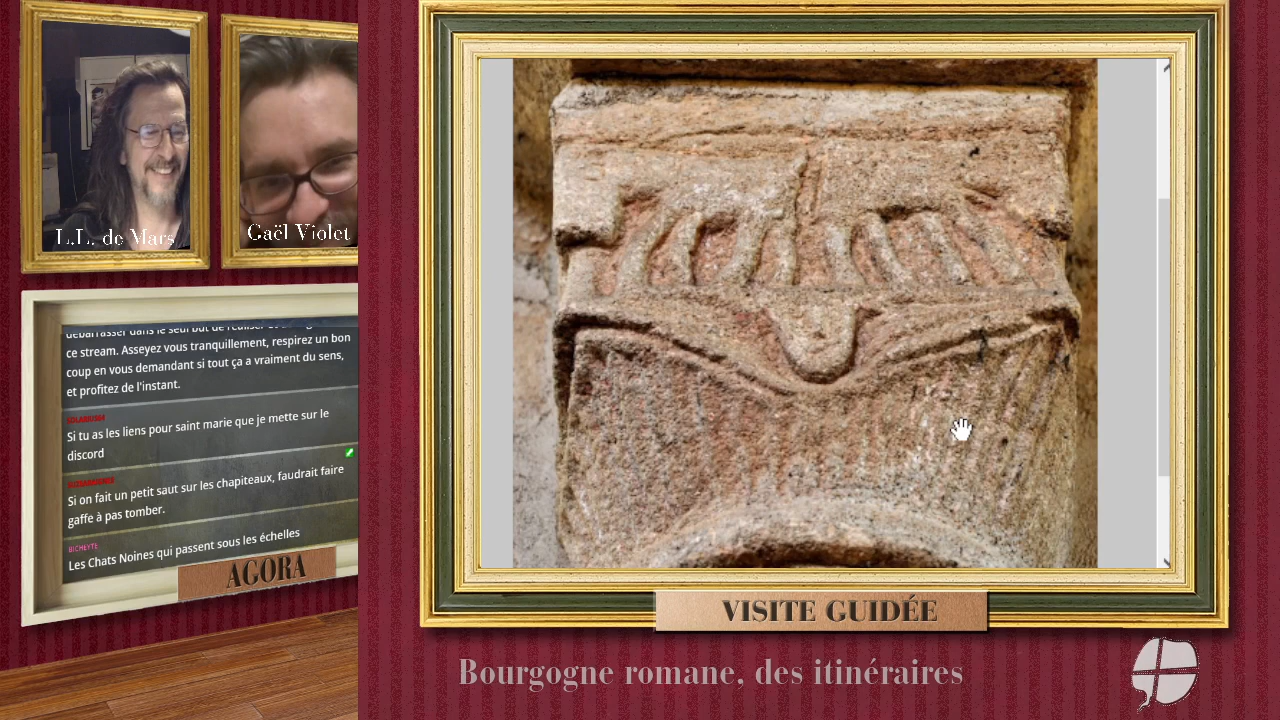 L.L. de Mars
Gaël Violet
ce stream. Asseyez vous tranquillement, respirez un bon
coup en vous demandant si tout ça a vraiment du sens,
et profitez de l'instant.
Si tu as les liens pour saint marie que je mette sur le
discord
Si on fait un petit saut sur les chapiteaux, faudrait faire
gaffe à pas tomber.
BICHEYTE
Les Chats Noines qui passent sous les échelles
AGORA
VISITE GUIDÉE
Bourgogne romane, des itinéraires